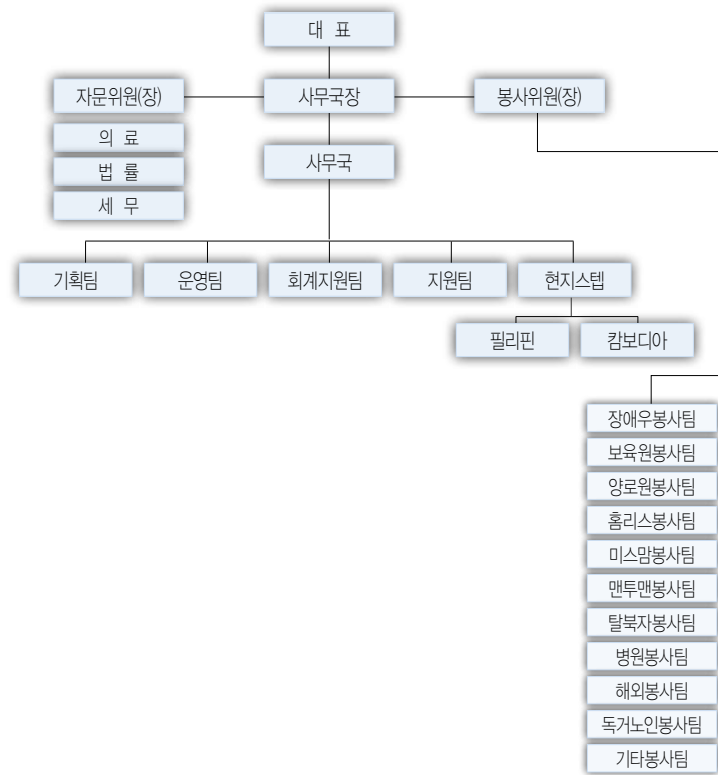 대 표
자문위원(장)
사무국장
봉사위원(장)
의 료
법 률
세 무
사무국
기획팀
운영팀
회계지원팀
지원팀
현지스텝
필리핀
캄보디아
장애우봉사팀
보육원봉사팀
양로원봉사팀
홈리스봉사팀
미스맘봉사팀
맨투맨봉사팀
탈북자봉사팀
병원봉사팀
해외봉사팀
독거노인봉사팀
기타봉사팀